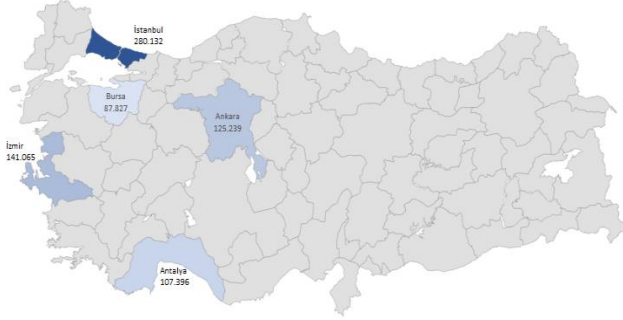 İstanbul
280.132
Bursa
87.827
Ankara
125.239
İzmir
141.065
Antalya
107.396